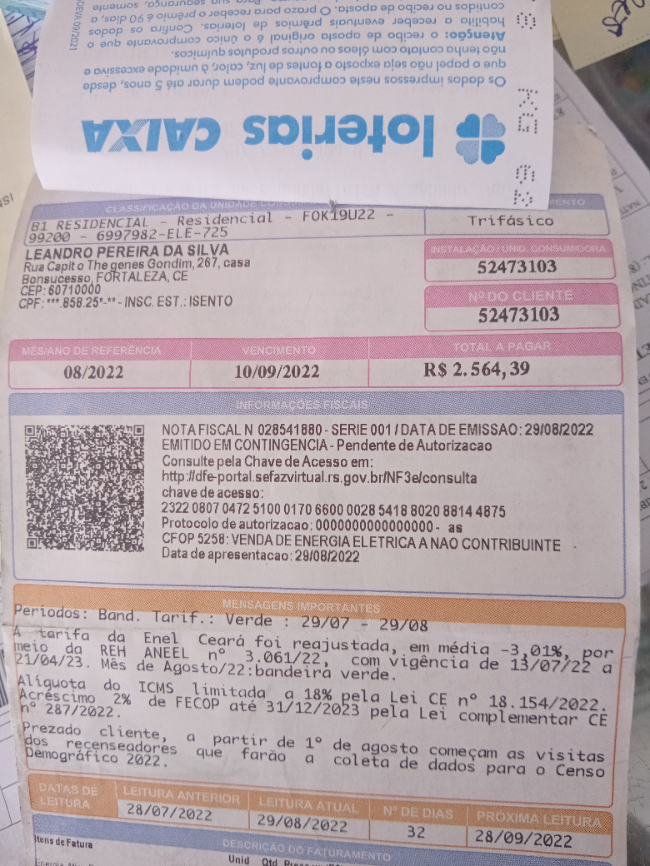 loterias CAIXA
Os dados impressos neste comprovante podem durar até 5 anos, desde
que o papel não seja exposto a fontes de luz, calor, à umidade excessiva e
não tenha contato com óleos ou outros produtos químicos.
Atenção: o recibo de aposta original é o único comprovante que o
habilita a receber eventuais prêmios de loterias. Confira os dados
contidos no recibo de aposta. O prazo para receber o prêmio é 90 dias, a
CLASSIFICAÇÃO DA UNIDADE
B1 RESIDENCIAL - Residencial - FOK19U22 -
99200 - 6997982-ELE-725
Trifásico
LEANDRO PEREIRA DA SILVA
Rua Capit o The genes Gondim, 267, casa
Bonsucesso, FORTALEZA, CE
CEP: 60710000
CPF: ***.858.25*-** - INSC. EST.: ISENTO
INSTALAÇÃO / UNID. CONSUMIDORA
52473103
Nº DO CLIENTE
52473103
MÊS/ANO DE REFERÊNCIA VENCIMENTO TOTAL A PAGAR
08/2022 10/09/2022 R$ 2.564,39
INFORMAÇÕES FISCAIS
NOTA FISCAL N 028541880 - SERIE 001 / DATA DE EMISSAO: 29/08/2022
EMITIDO EM CONTINGENCIA - Pendente de Autorizacao
Consulte pela Chave de Acesso em:
http://dfe-portal.sefazvirtual.rs.gov.br/NF3e/consulta
chave de acesso:
2322 0807 0472 5100 0170 6600 0028 5418 8020 8814 4875
Protocolo de autorizacao: 0000000000000000 - as
CFOP 5258: VENDA DE ENERGIA ELETRICA A NAO CONTRIBUINTE
Data de apresentacao: 29/08/2022
MENSAGENS IMPORTANTES
Periodos: Band. Tarif.: Verde : 29/07 - 29/08
A tarifa da Enel Ceará foi reajustada, em média -3,01%, por
meio da REH ANEEL nº 3.061/22, com vigência de 13/07/22 a
21/04/23. Mês de Agosto/22:bandeira verde.
Alíquota do ICMS limitada a 18% pela Lei CE nº 18.154/2022.
Acréscimo 2% de FECOP até 31/12/2023 pela Lei complementar CE
nº 287/2022.
Prezado cliente, a partir de 1º de agosto começam as visitas
dos recenseadores que farão a coleta de dados para o Censo
Demográfico 2022.
DATAS DE LEITURA
LEITURA ANTERIOR LEITURA ATUAL Nº DE DIAS PRÓXIMA LEITURA
28/07/2022 29/08/2022 32 28/09/2022
Itens de Fatura
DESCRIÇÃO DO FATURAMENTO
Unid Qtd